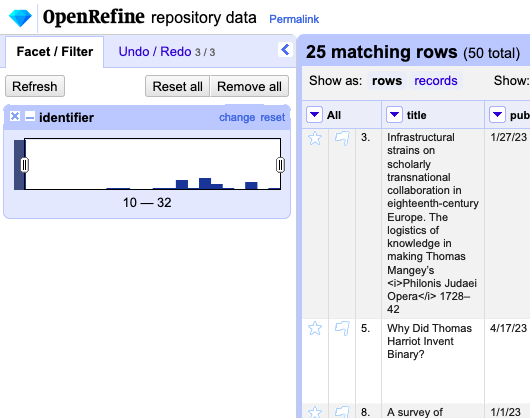 OpenRefine repository data Permalink
Facet / Filter Undo / Redo 3 / 3
25 matching rows (50 total)
Refresh Reset all Remove all
Show as: rows records Show:
identifier change reset
All title pub
10 — 32
3. Infrastructural 1/27/23
strains on
scholarly
transnational
collaboration in
eighteenth-century
Europe. The
logistics of
knowledge in
making Thomas
Mangey's
<i>Philonis Judaei
Opera</i> 1728–
42
5. Why Did Thomas 4/17/23
Harriot Invent
Binary?
8. A survey of 1/1/23